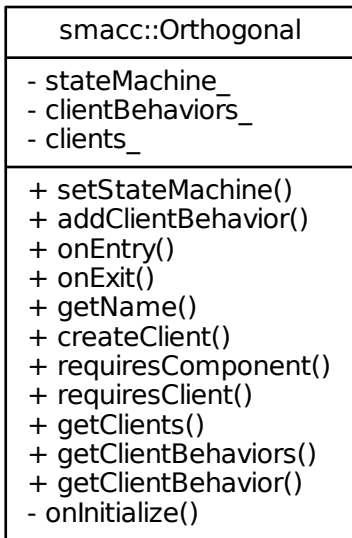 smacc::Orthogonal
- stateMachine_
- clientBehaviors_
- clients_
+ setStateMachine()
+ addClientBehavior()
+ onEntry()
+ onExit()
+ getName()
+ createClient()
+ requiresComponent()
+ requiresClient()
+ getClients()
+ getClientBehaviors()
+ getClientBehavior()
- onInitialize()